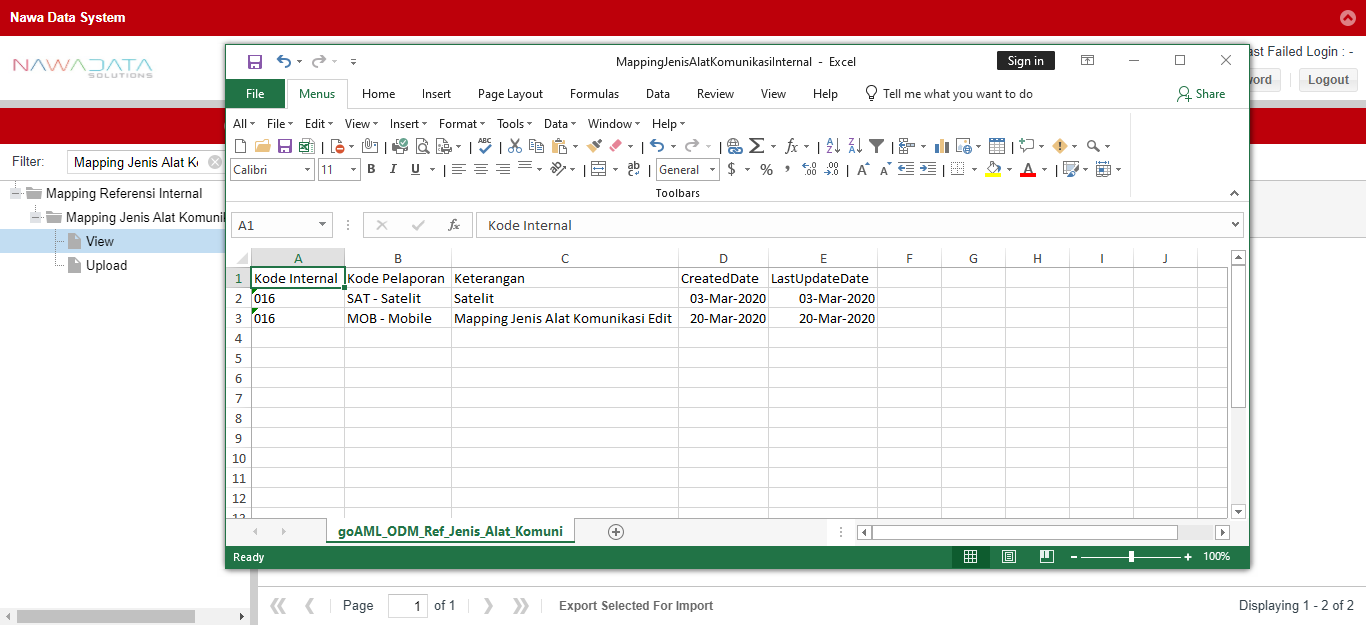 Nawa Data System
NAWADATA
SOLUTIONS
ast Failed Login : -
ord
Logout
Filter:
Mapping Jenis Alat Ko
Mapping Referensi Internal
Mapping Jenis Alat Komuni
View
Upload
MappingJenisAlatKomunikasiInternal - Excel
Sign in
File Menus Home Insert Page Layout Formulas Data Review View Help Tell me what you want to do Share
All File Edit View Insert Format Tools Data Window Help
Calibri 11 B I U General $ % ,
Toolbars
A1 fx Kode Internal
A B C D E F G H I J
1 Kode Internal Kode Pelaporan Keterangan CreatedDate LastUpdateDate
2 016 SAT - Satelit Satelit 03-Mar-2020 03-Mar-2020
3 016 MOB - Mobile Mapping Jenis Alat Komunikasi Edit 20-Mar-2020 20-Mar-2020
4
5
6
7
8
9
10
11
12
goAML_ODM_Ref_Jenis_Alat_Komuni
Ready
100%
Page 1 of 1
Export Selected For Import
Displaying 1 - 2 of 2